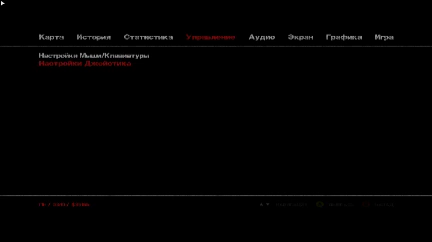 Карта История Статистика Управление Аудио Экран Графика Игра
Настройки Мыши/Клавиатуры
Настройки Джойстика